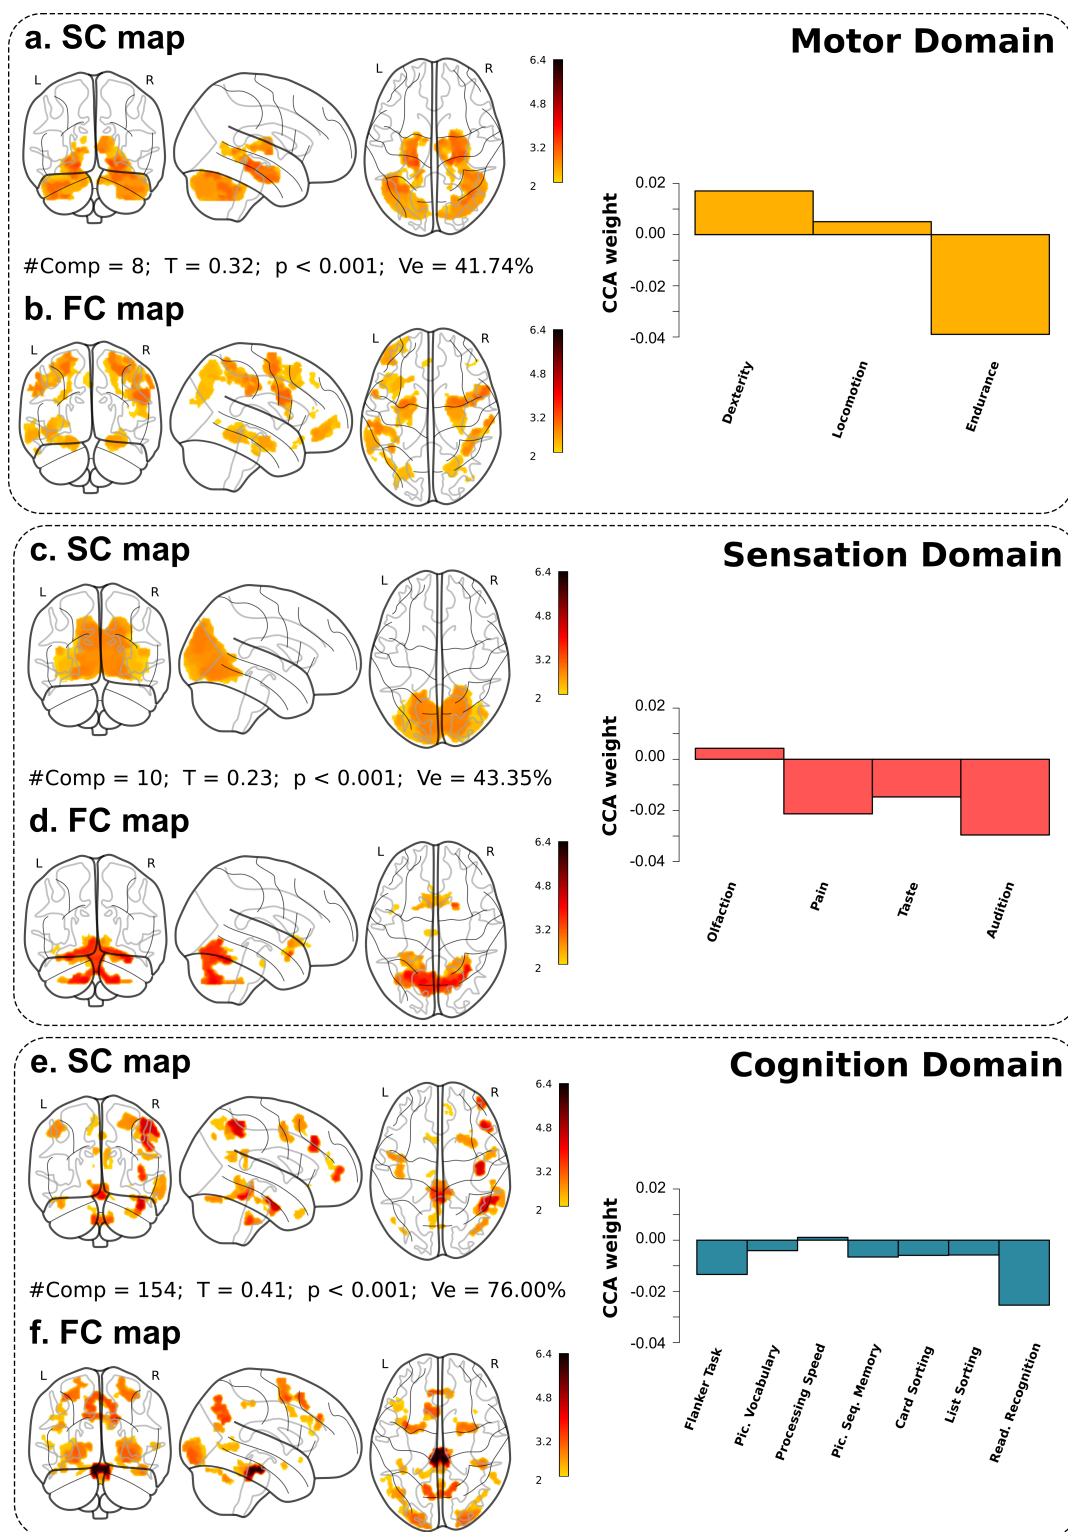 a. SC map
Motor Domain
L
R
L
R
6.4
4.8
3.2
2
0.02
0.00
-0.02
-0.04
CCA weight
Dexterity
Locomotion
Endurance
#Comp = 8;  T = 0.32;  p < 0.001;  Ve = 41.74%
b. FC map
L
R
L
R
6.4
4.8
3.2
2
c. SC map
Sensation Domain
L
R
L
R
6.4
4.8
3.2
2
0.02
0.00
-0.02
-0.04
CCA weight
Olfaction
Pain
Taste
Audition
#Comp = 10;  T = 0.23;  p < 0.001;  Ve = 43.35%
d. FC map
L
R
L
R
6.4
4.8
3.2
2
e. SC map
Cognition Domain
L
R
L
R
6.4
4.8
3.2
2
0.02
0.00
-0.02
-0.04
CCA weight
Flanker Task
Pic. Vocabulary
Processing Speed
Pic. Seq. Memory
Card Sorting
List Sorting
Read. Recognition
#Comp = 154;  T = 0.41;  p < 0.001;  Ve = 76.00%
f. FC map
L
R
L
R
6.4
4.8
3.2
2